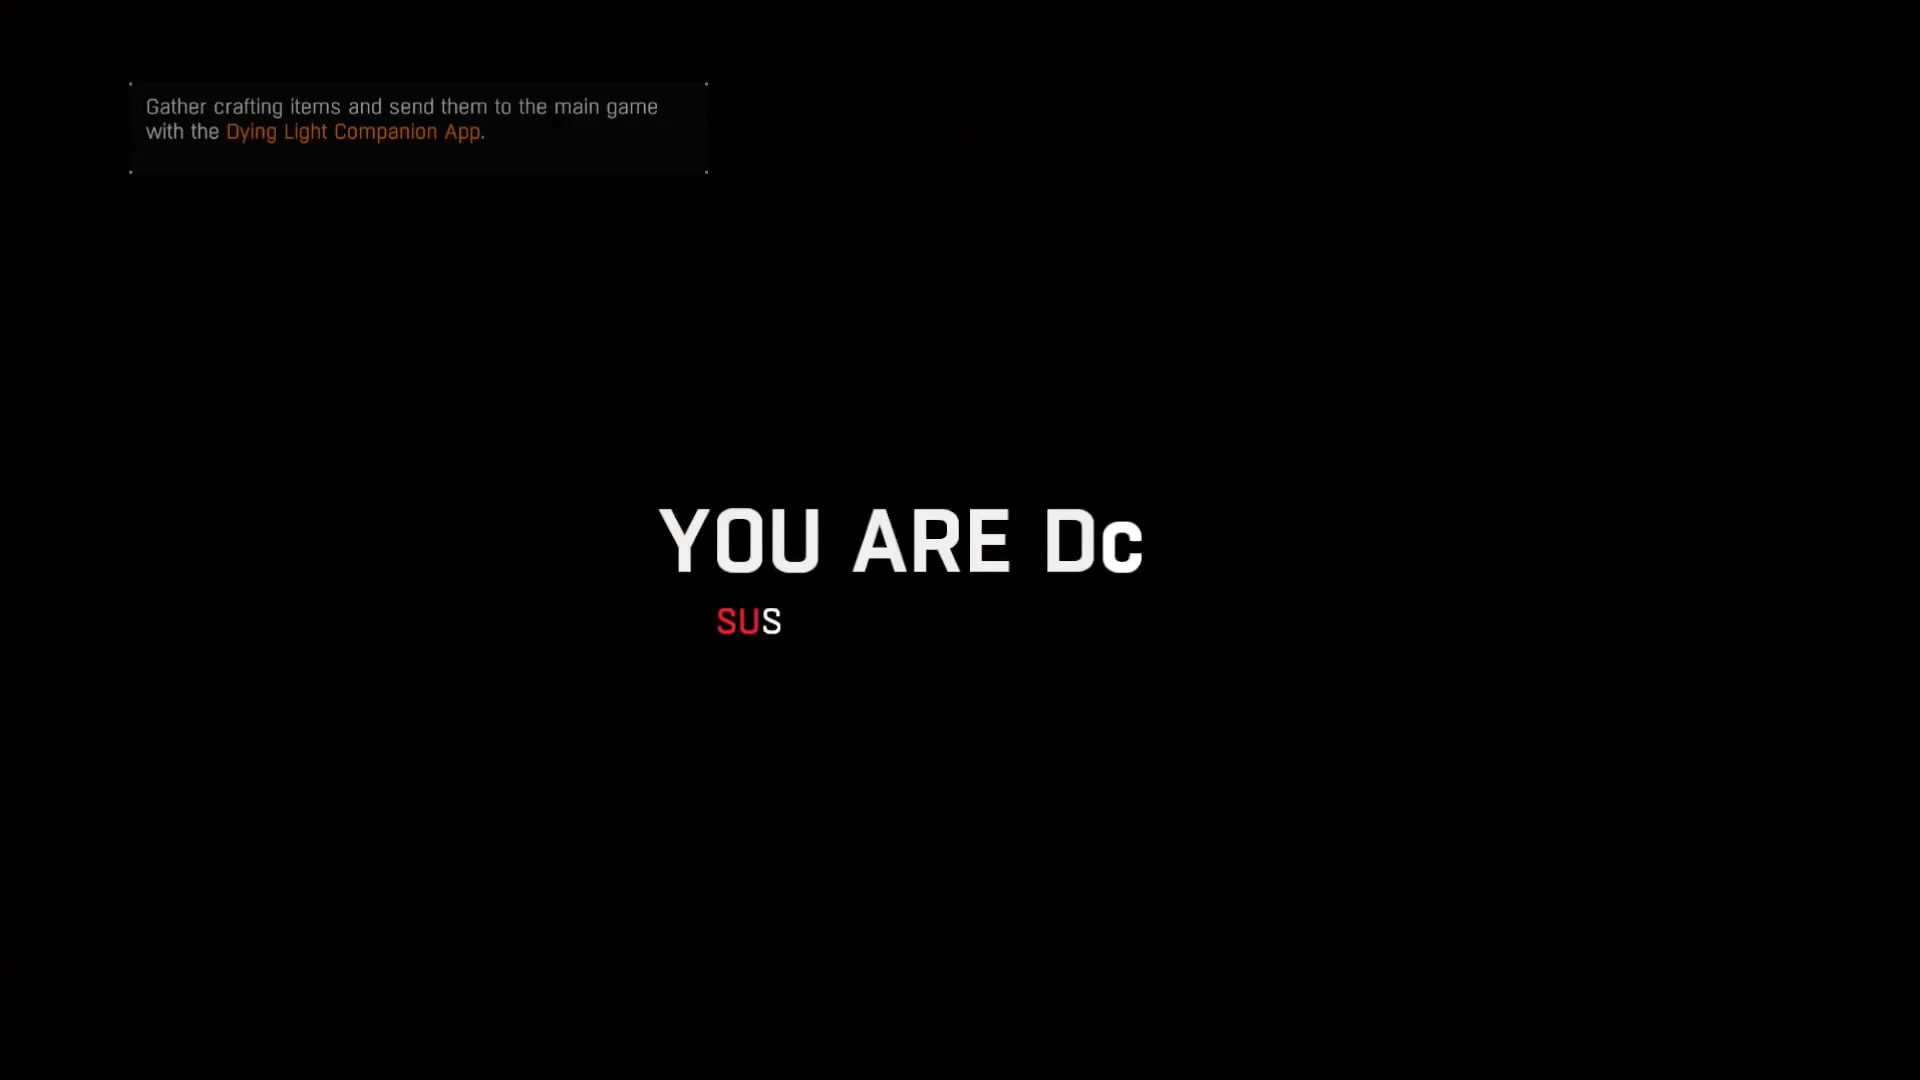 Gather crafting items and send them to the main game
with the Dying Light Companion App.
YOU ARE Dc
SUS